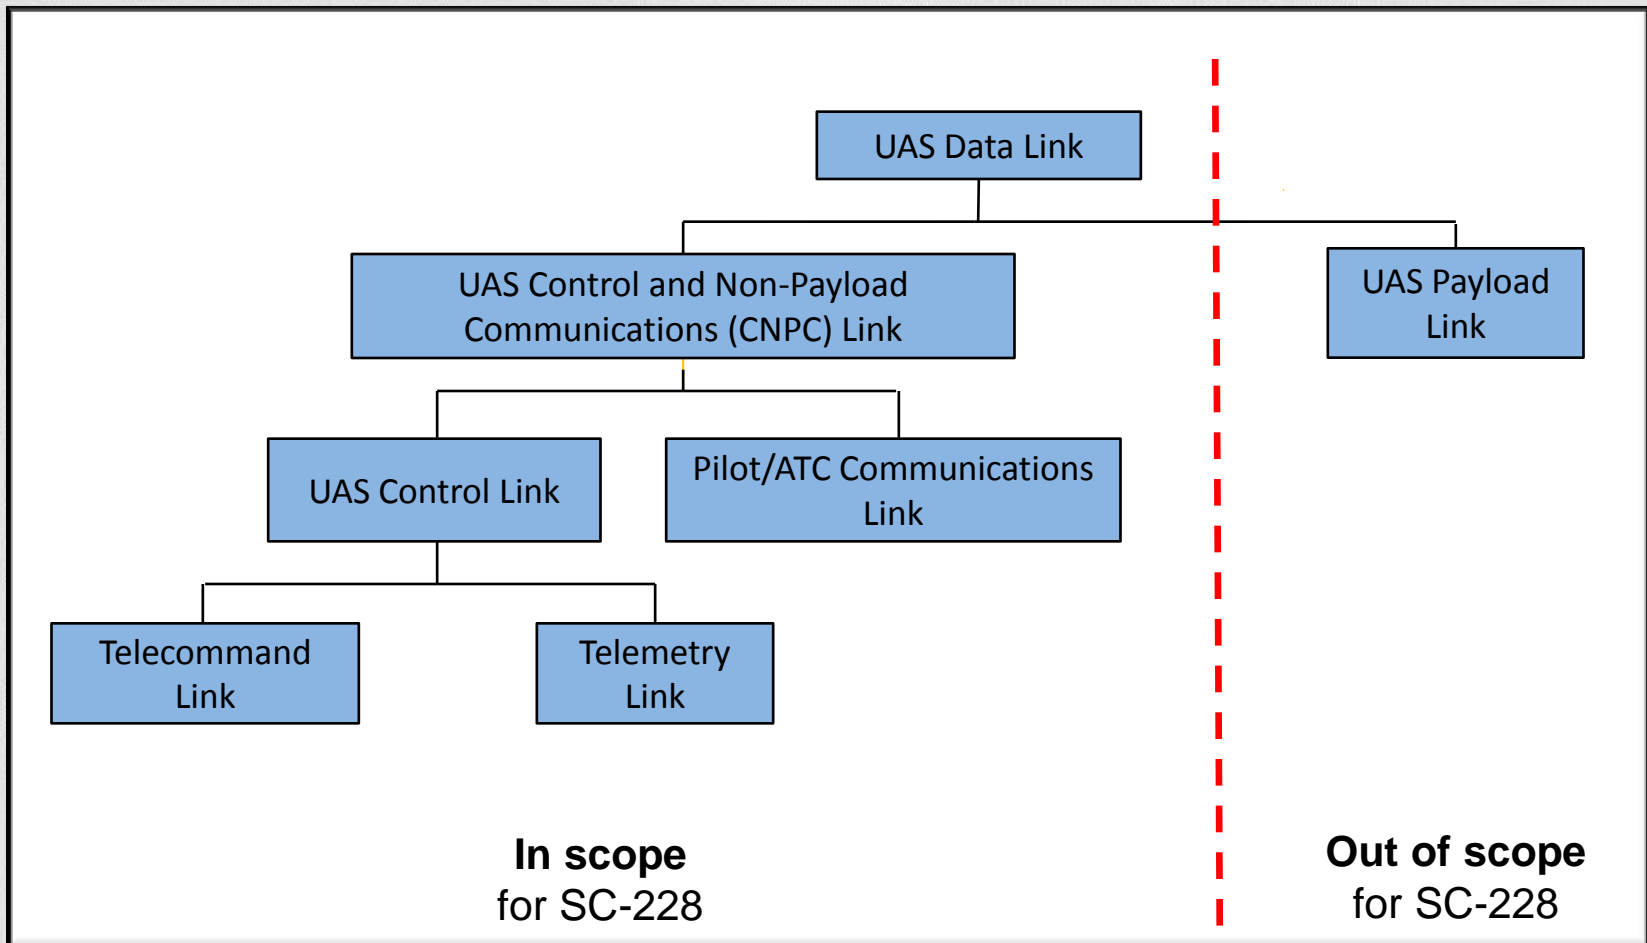 UAS Data Link
UAS Control and Non-Payload
Communications (CNPC) Link
UAS Payload
Link
UAS Control Link
Pilot/ATC Communications
Link
Telecommand
Link
Telemetry
Link
In scope
for SC-228
Out of scope
for SC-228